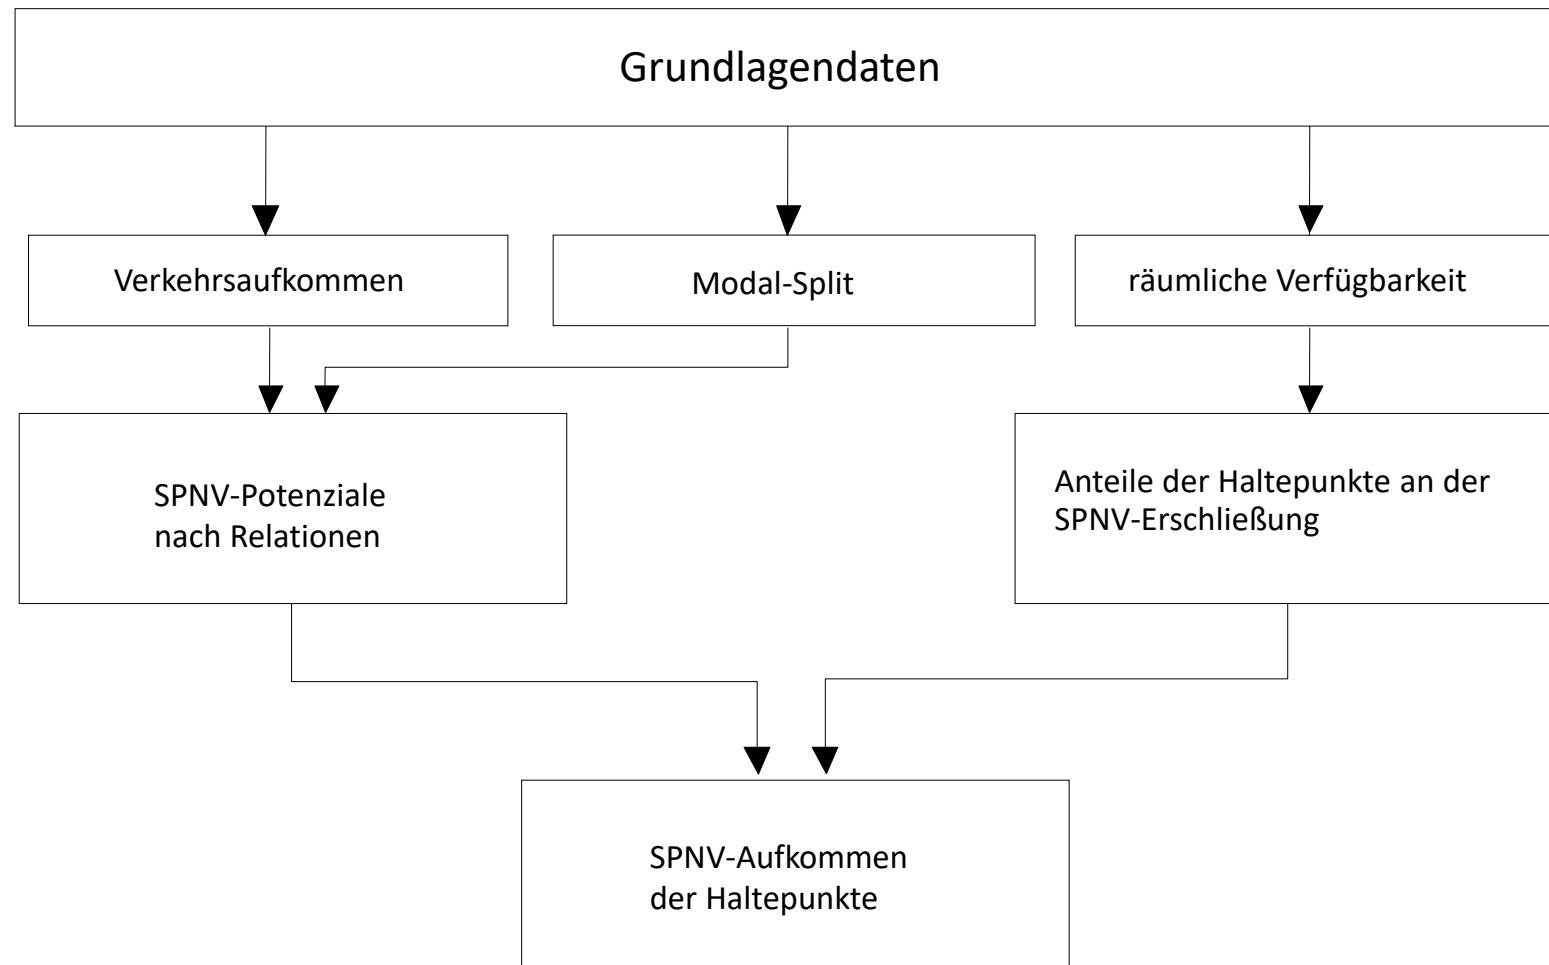 Grundlagendaten
Verkehrsaufkommen
Modal-Split
räumliche Verfügbarkeit
SPNV-Potenziale
nach Relationen
Anteile der Haltepunkte an der
SPNV-Erschließung
SPNV-Aufkommen
der Haltepunkte